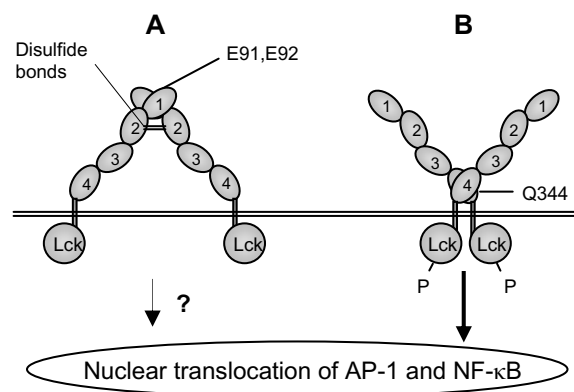 A
B
Disulfide
bonds
E91,E92
1
2
2
3
3
4
4
1
1
2
2
3
3
4
Q344
Lck
Lck
Lck
Lck
P
P
?
Nuclear translocation of AP-1 and NF-κB